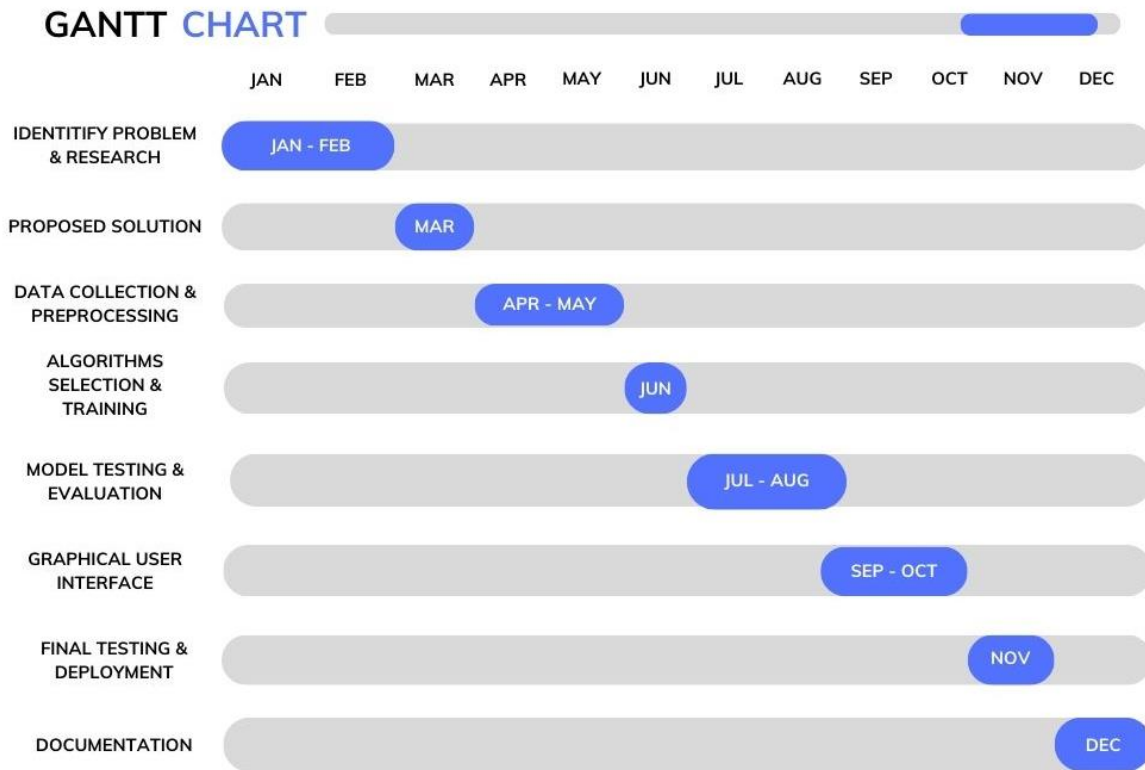 GANTT CHART
JAN FEB MAR APR MAY JUN JUL AUG SEP OCT NOV DEC
IDENTITIFY PROBLEM
& RESEARCH
JAN - FEB
PROPOSED SOLUTION
MAR
DATA COLLECTION &
PREPROCESSING
APR - MAY
ALGORITHMS
SELECTION &
TRAINING
JUN
MODEL TESTING &
EVALUATION
JUL - AUG
GRAPHICAL USER
INTERFACE
SEP - OCT
FINAL TESTING &
DEPLOYMENT
NOV
DOCUMENTATION
DEC